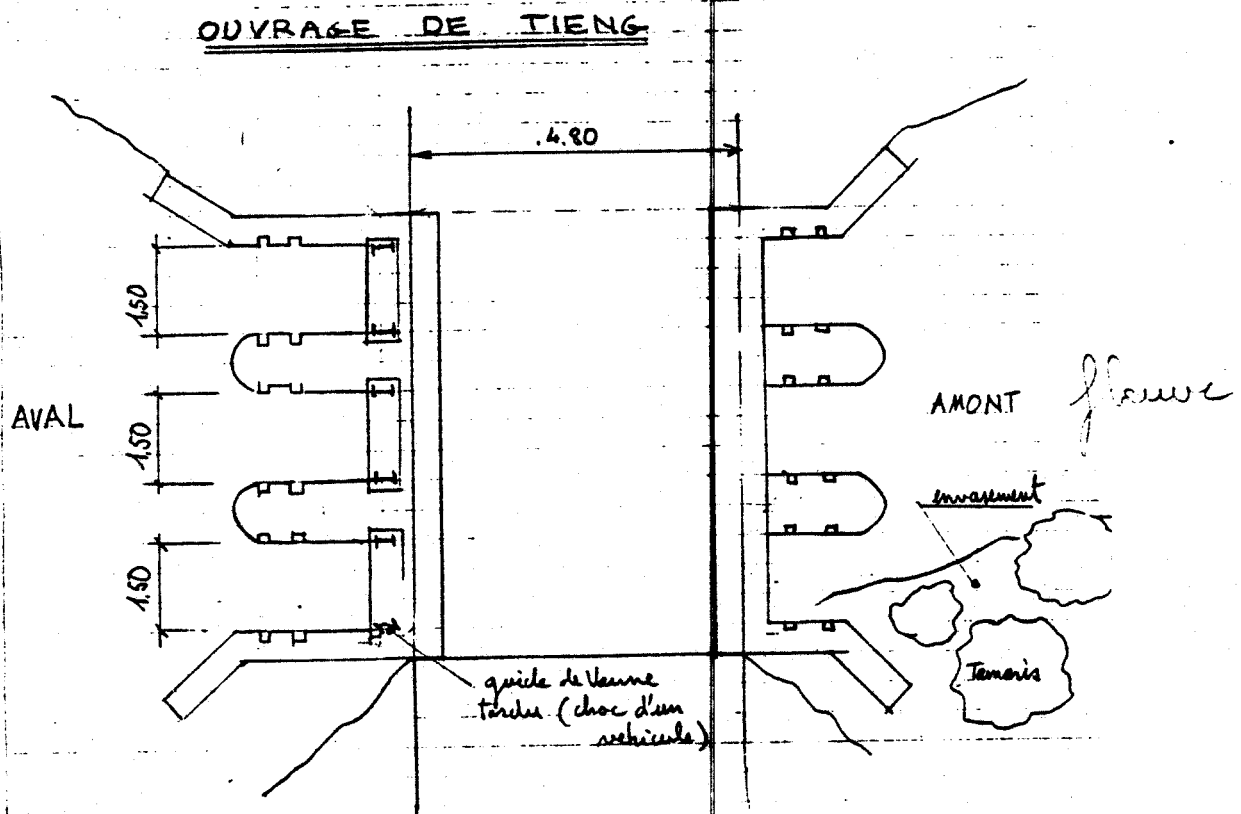 OUVRAGE DE TIENG
.4.80
1,50
1,50
1,50
AVAL
AMONT fleuve
envasement
Tamaris
guide de Vanne
tordu (choc d'un
vehicule)